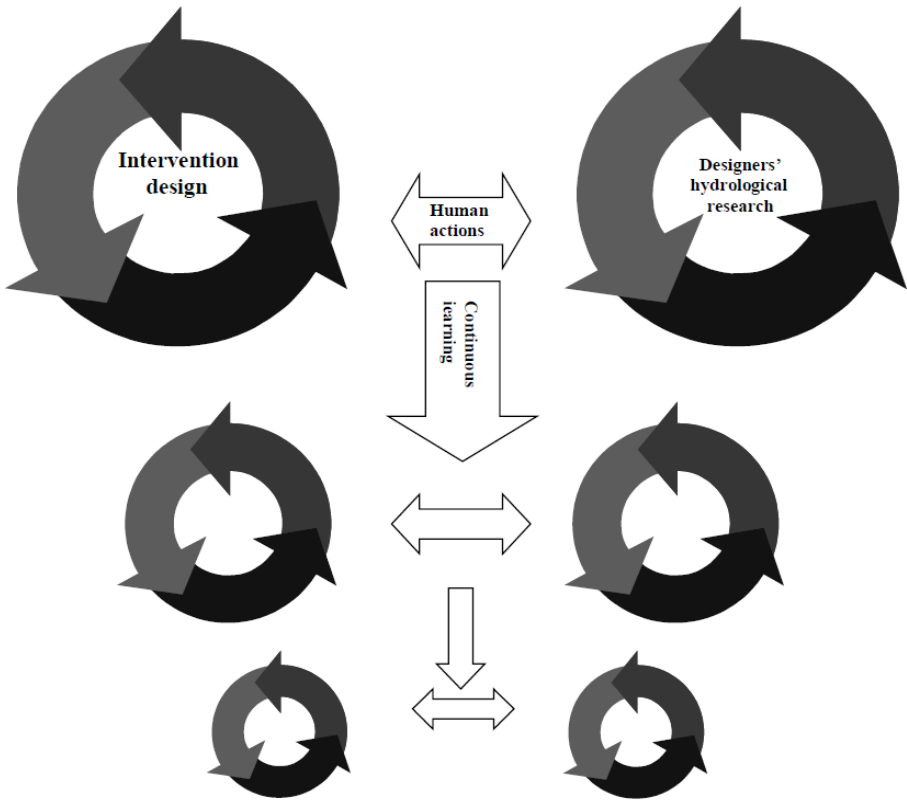 Intervention
design
Designers’
hydrological
research
Human
actions
Continuous
iearning